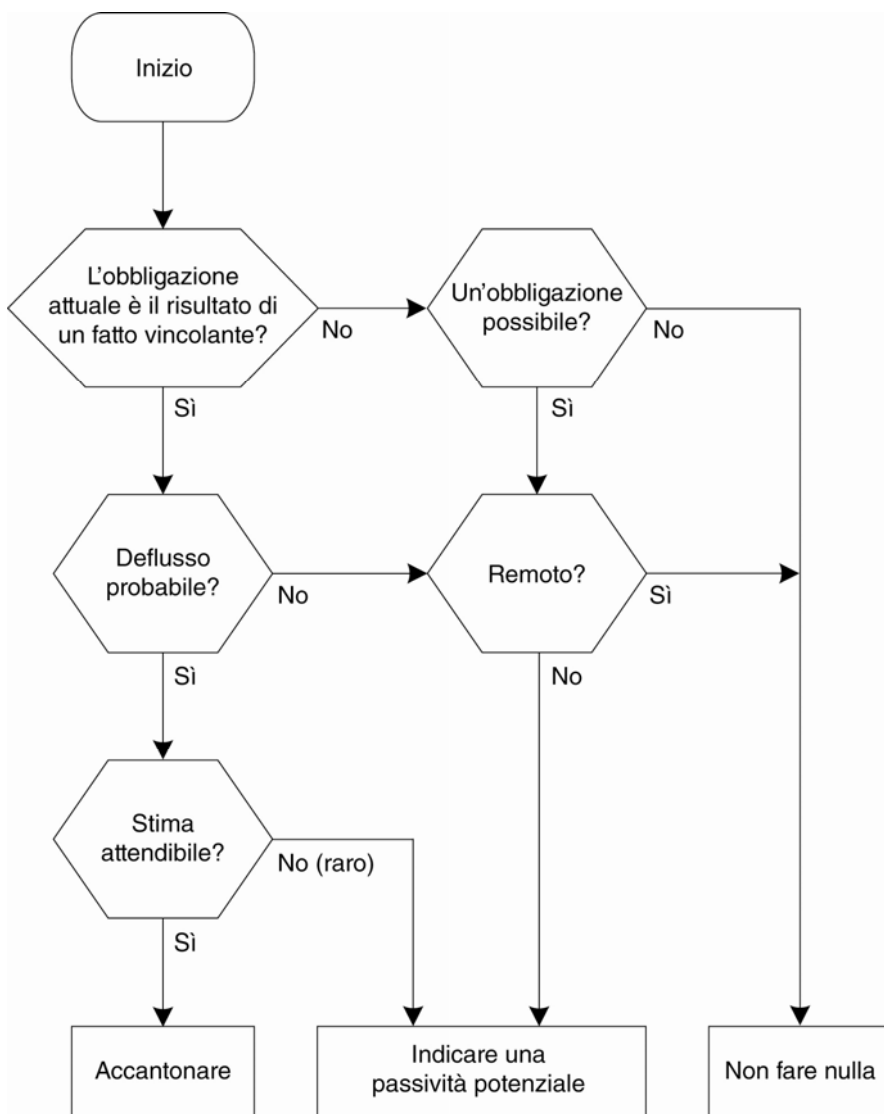 Inizio
L'obbligazione
attuale è il risultato di
un fatto vincolante?
No
Un'obbligazione
possibile?
No
Sì
Sì
Deflusso
probabile?
No
Remoto?
Sì
Sì
No
Stima
attendibile?
No (raro)
Sì
Accantonare
Indicare una
passività potenziale
Non fare nulla